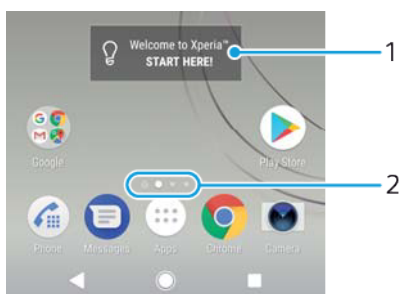 Welcome to Xperia™
START HERE!
1
G
M
Google
Play Store
2
Phone
Messages
Apps
Chrome
Camera